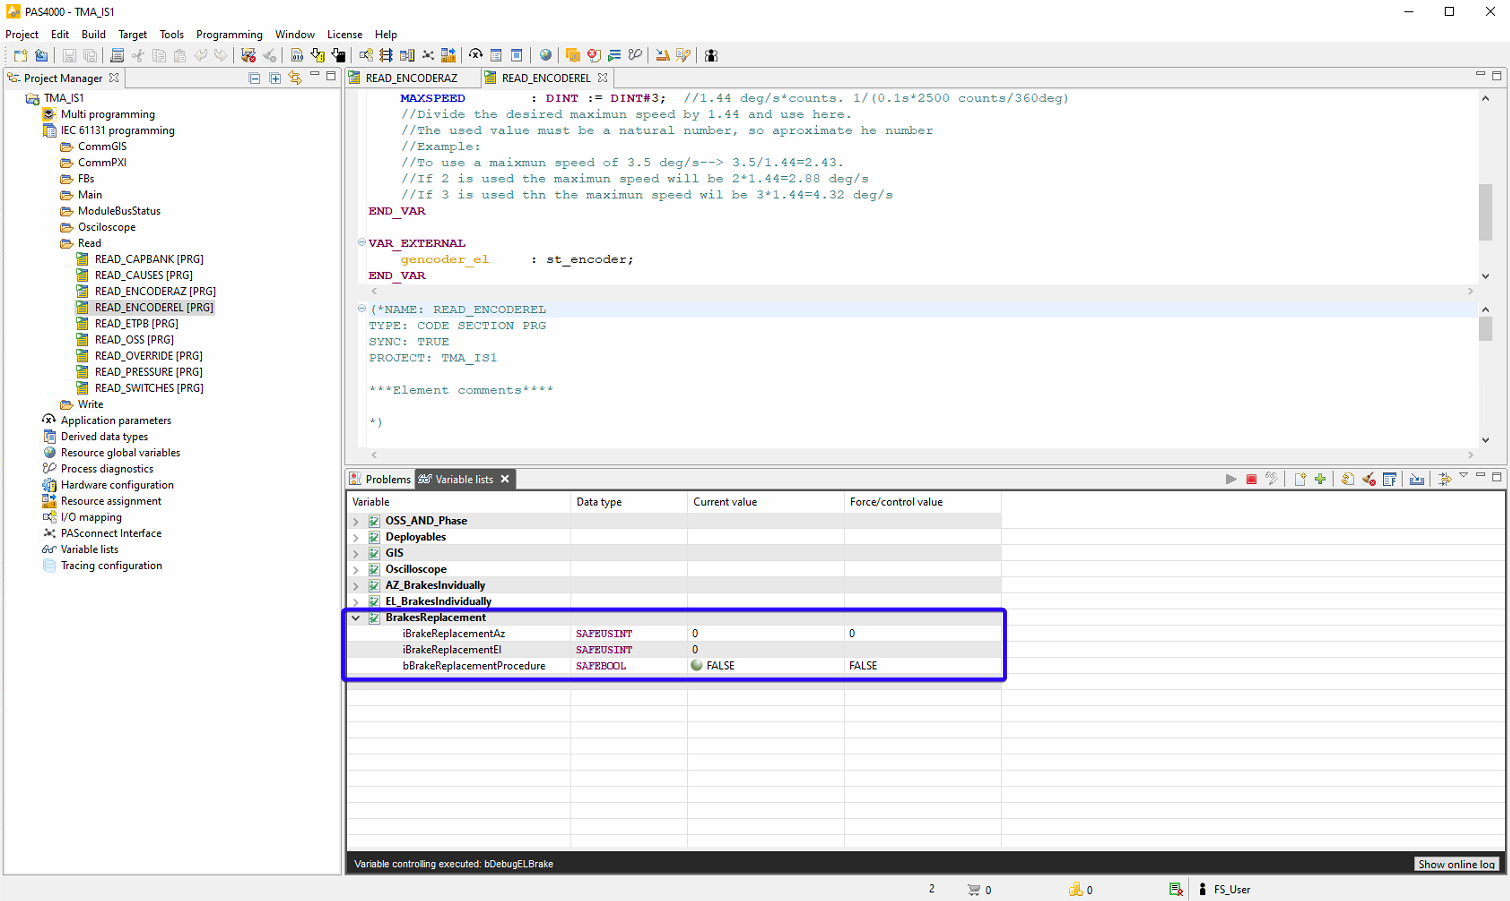 PAS4000 - TMA_IS1
Project Edit Build Target Tools Programming Window License Help
Project Manager
TMA_IS1
Multi programming
IEC 61131 programming
CommGIS
CommPXI
FBs
Main
ModuleBusStatus
Osciloscope
Read
READ_CAPBANK [PRG]
READ_CAUSES [PRG]
READ_ENCODERAZ [PRG]
READ_ENCODEREL [PRG]
READ_ETPB [PRG]
READ_OSS [PRG]
READ_OVERRIDE [PRG]
READ_PRESSURE [PRG]
READ_SWITCHES [PRG]
Write
Application parameters
Derived data types
Resource global variables
Process diagnostics
Hardware configuration
Resource assignment
I/O mapping
PASconnect Interface
Variable lists
Tracing configuration
READ_ENCODERAZ READ_ENCODEREL
MAXSPEED : DINT := DINT#3; //1.44 deg/s*counts. 1/(0.1s*2500 counts/360deg)
//Divide the desired maximun speed by 1.44 and use here.
//The used value must be a natural number, so aproximate he number
//Example:
//To use a maixmun speed of 3.5 deg/s--> 3.5/1.44=2.43.
//If 2 is used the maximun speed will be 2*1.44=2.88 deg/s
//If 3 is used thn the maximun speed wil be 3*1.44=4.32 deg/s
END_VAR
VAR_EXTERNAL
gencoder_el : st_encoder;
END_VAR
(*NAME: READ_ENCODEREL
TYPE: CODE SECTION PRG
SYNC: TRUE
PROJECT: TMA_IS1
***Element comments****
*)
Problems Variable lists
Variable Data type Current value Force/control value
OSS_AND_Phase
Deployables
GIS
Oscilloscope
AZ_BrakesInvidually
EL_BrakesIndividually
BrakesReplacement
iBrakeReplacementAz SAFEUSINT 0 0
iBrakeReplacementEl SAFEUSINT 0
bBrakeReplacementProcedure SAFEBOOL FALSE FALSE
Variable controlling executed: bDebugELBrake
Show online log
2 0 0 FS_User